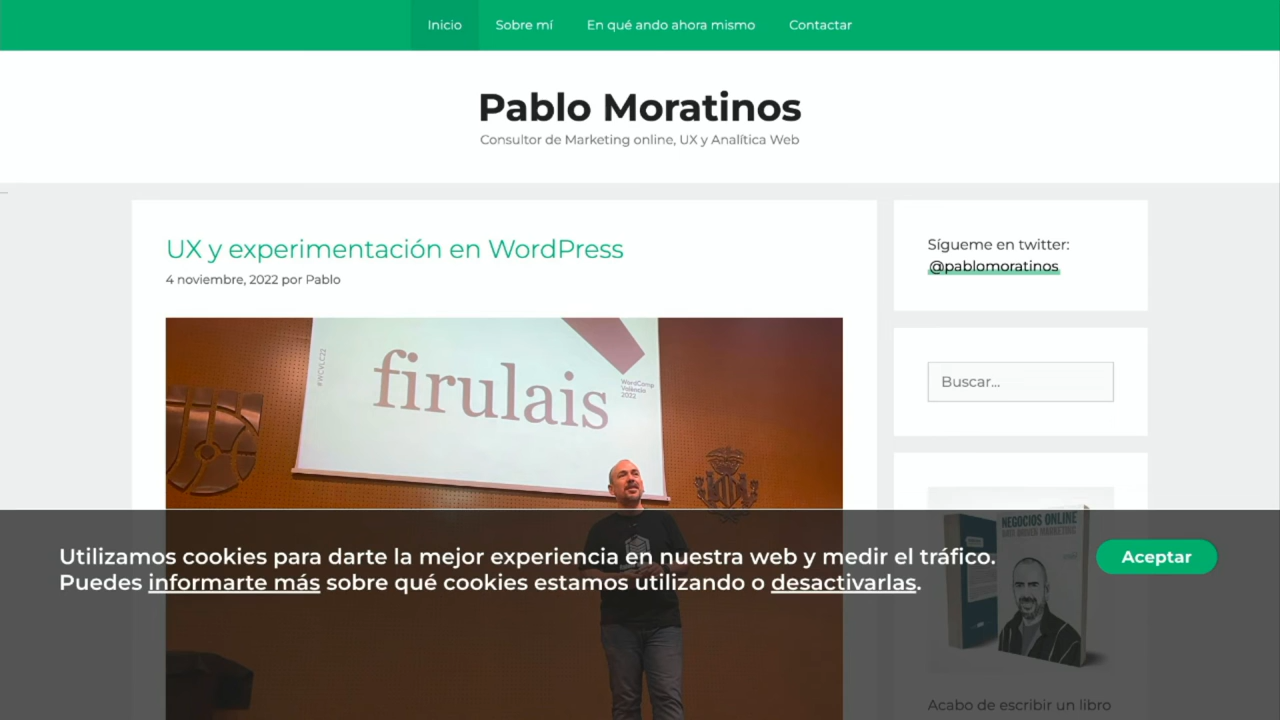 Inicio Sobre mí En qué ando ahora mismo Contactar
Pablo Moratinos
Consultor de Marketing online, UX y Analítica Web
UX y experimentación en WordPress
4 noviembre, 2022 por Pablo
#WCVLC22
firulais
WordCamp
València
2022
Sígueme en twitter:
@pablomoratinos
Buscar...
NEGOCIOS ONLINE
Utilizamos cookies para darte la mejor experiencia en nuestra web y medir el tráfico.
Puedes informarte más sobre qué cookies estamos utilizando o desactivarlas.
Aceptar
Acabo de escribir un libro